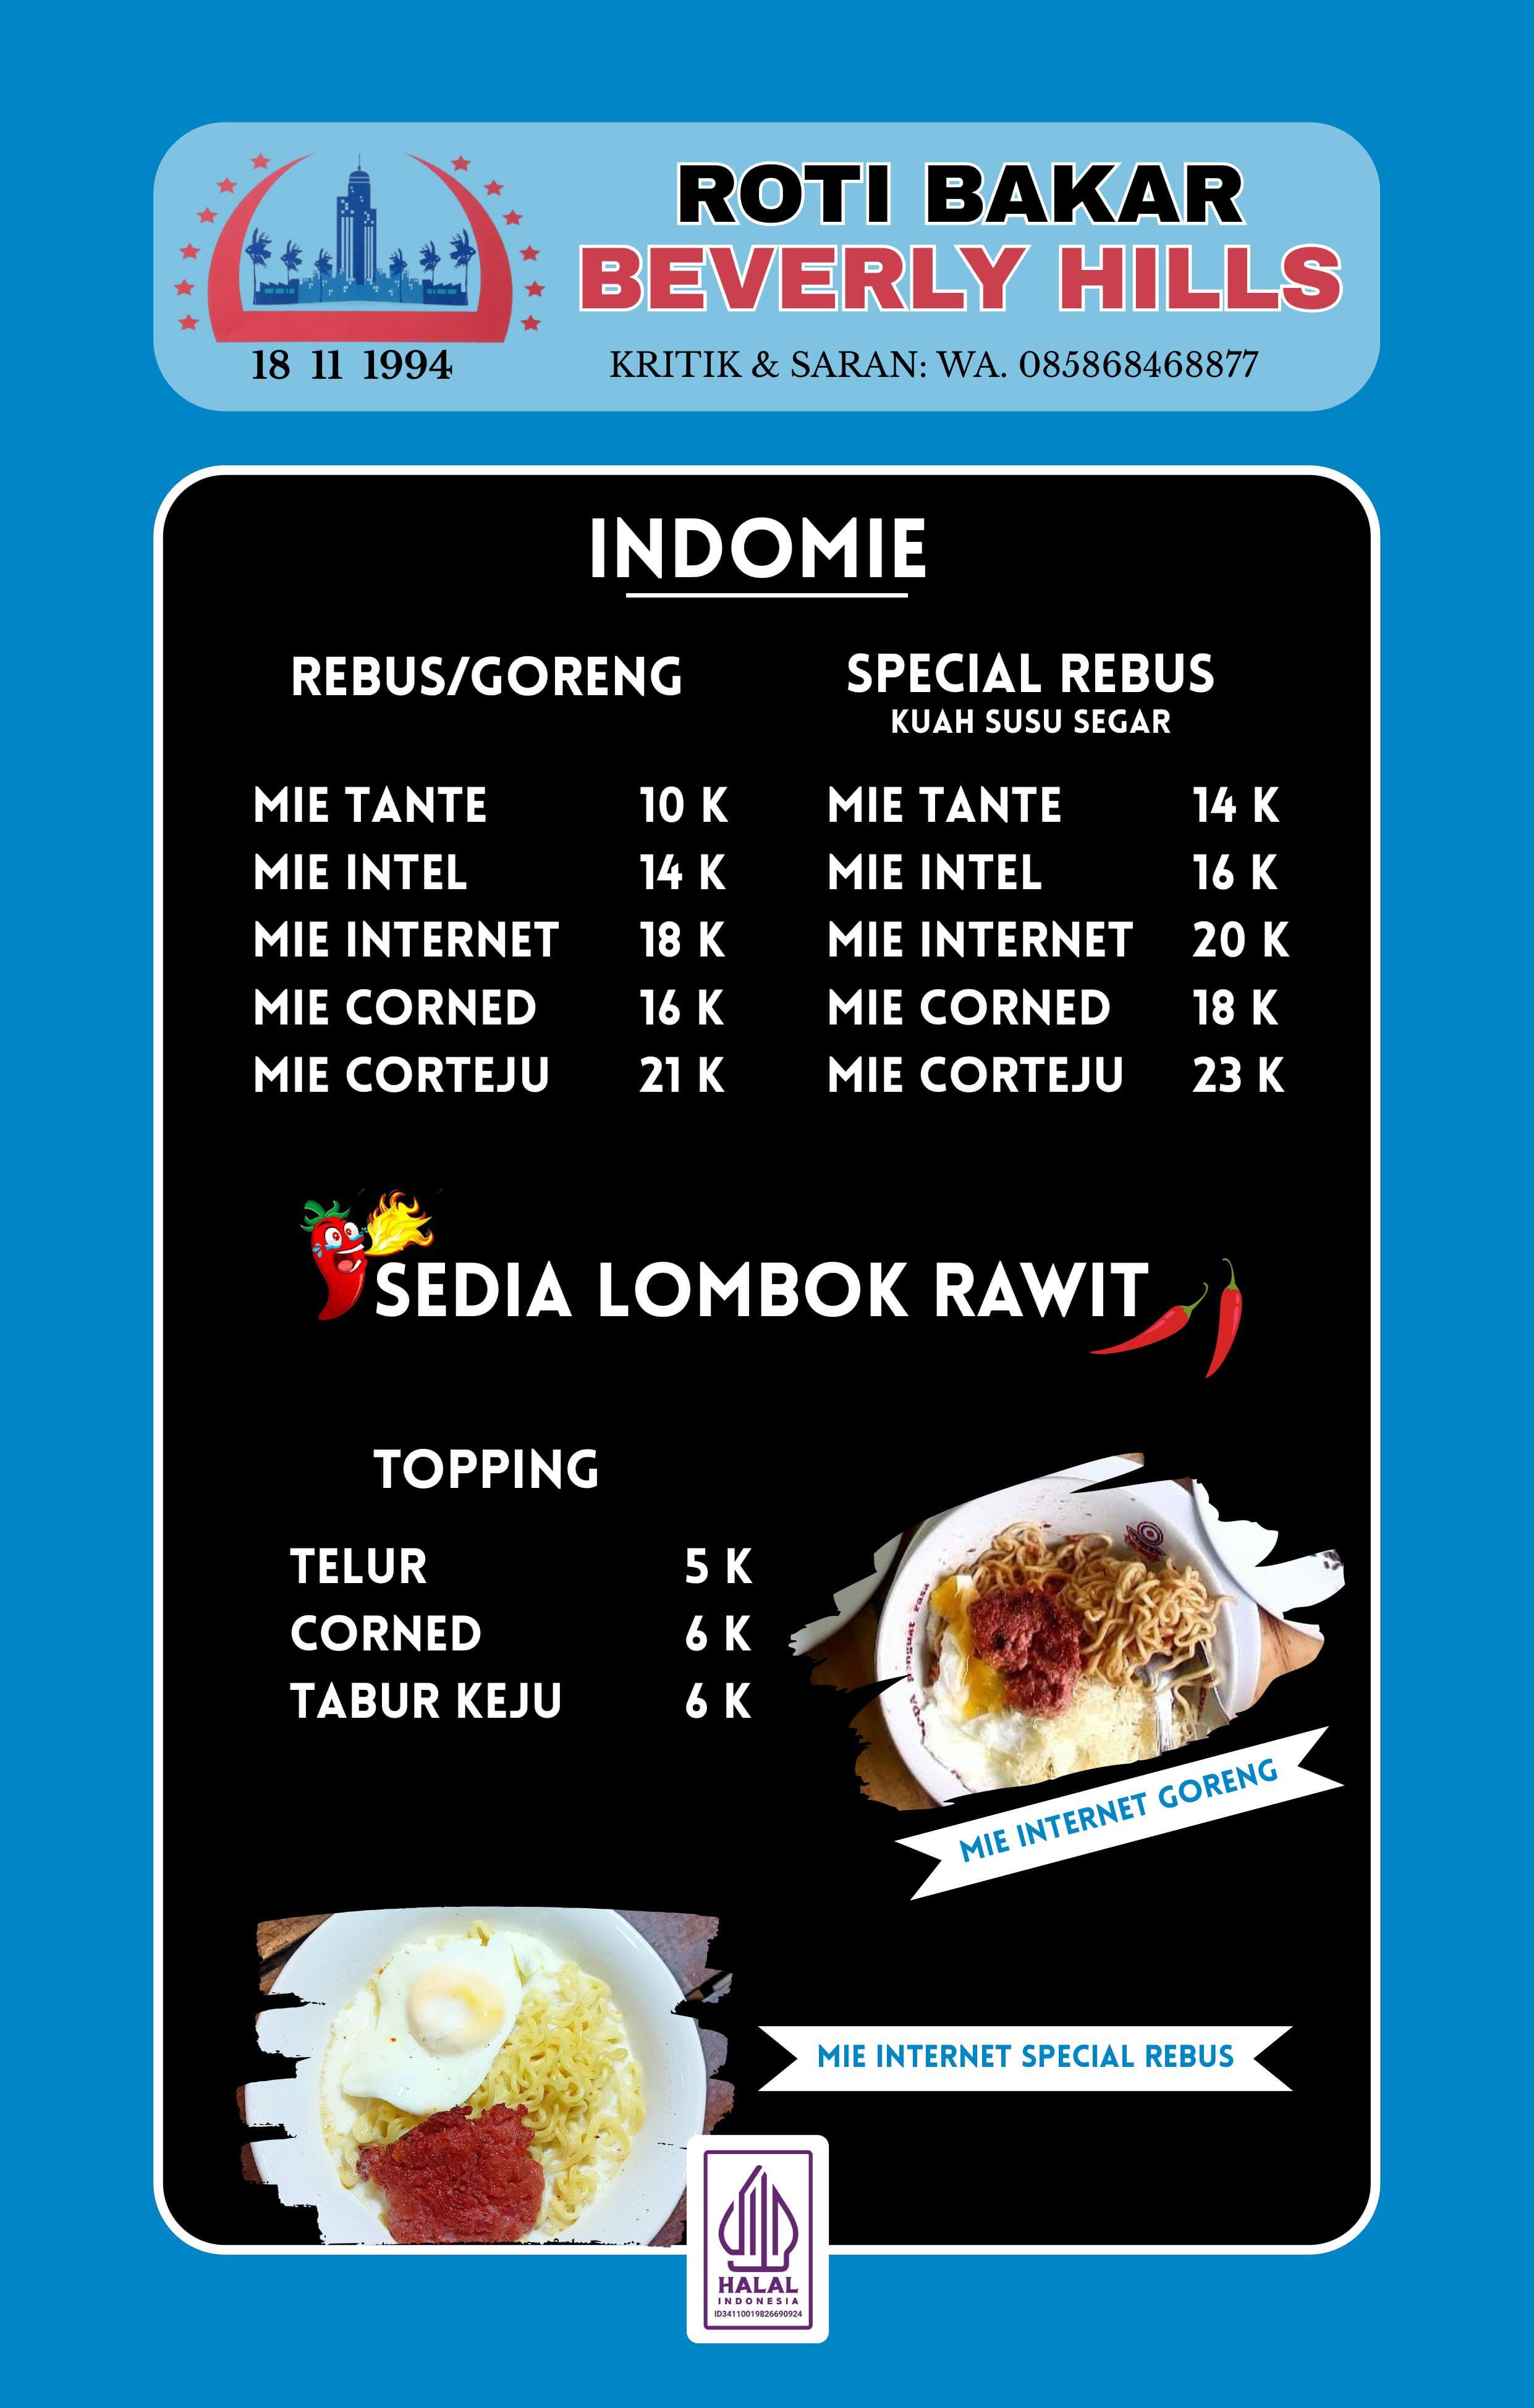 ROTI BAKAR
BEVERLY HILLS
18 11 1994
KRITIK & SARAN: WA. 085868468877
INDOMIE
REBUS/GORENG
MIE TANTE 10 K
MIE INTEL 14 K
MIE INTERNET 18 K
MIE CORNED 16 K
MIE CORTEJU 21 K
SPECIAL REBUS
KUAH SUSU SEGAR
MIE TANTE 14 K
MIE INTEL 16 K
MIE INTERNET 20 K
MIE CORNED 18 K
MIE CORTEJU 23 K
SEDIA LOMBOK RAWIT
TOPPING
TELUR 5 K
CORNED 6 K
TABUR KEJU 6 K
MIE INTERNET GORENG
MIE INTERNET SPECIAL REBUS
HALAL
INDONESIA
ID34110019826690924